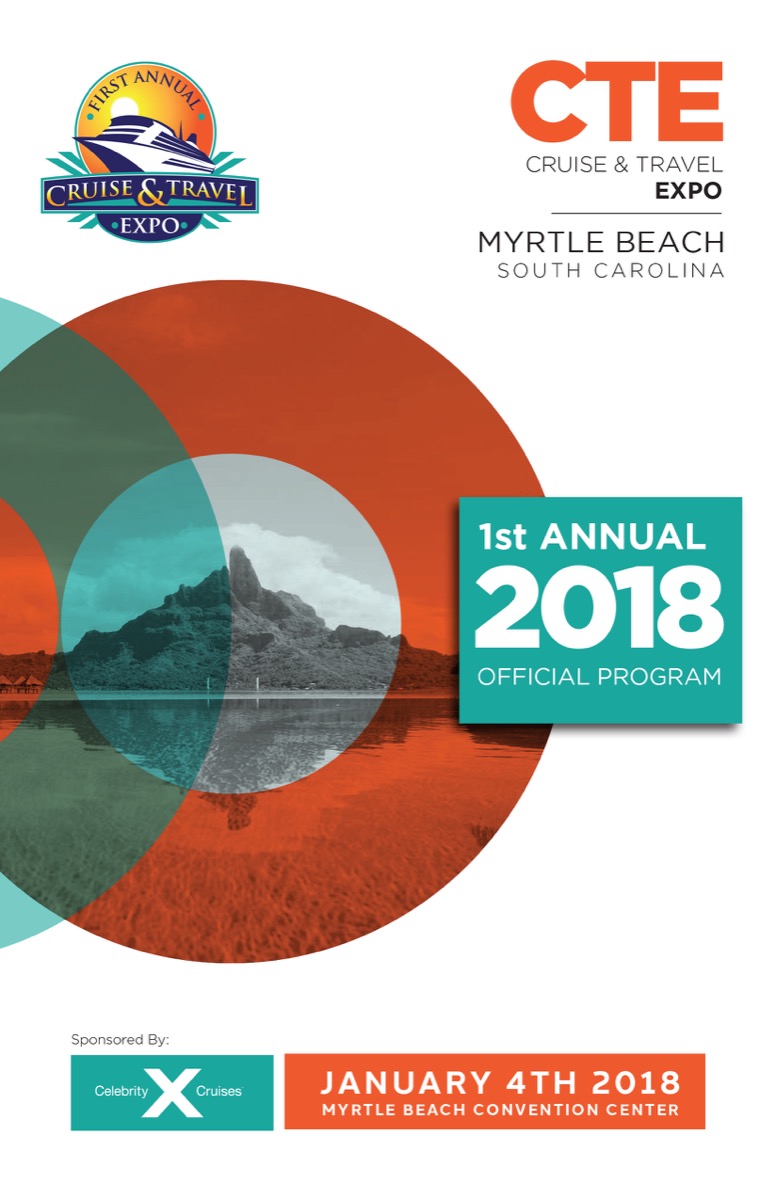 FIRST ANNUAL
CRUISE & TRAVEL
EXPO
CTE
CRUISE & TRAVEL
EXPO
MYRTLE BEACH
SOUTH CAROLINA
1st ANNUAL
2018
OFFICIAL PROGRAM
Sponsored By:
Celebrity X Cruises
JANUARY 4TH 2018
MYRTLE BEACH CONVENTION CENTER